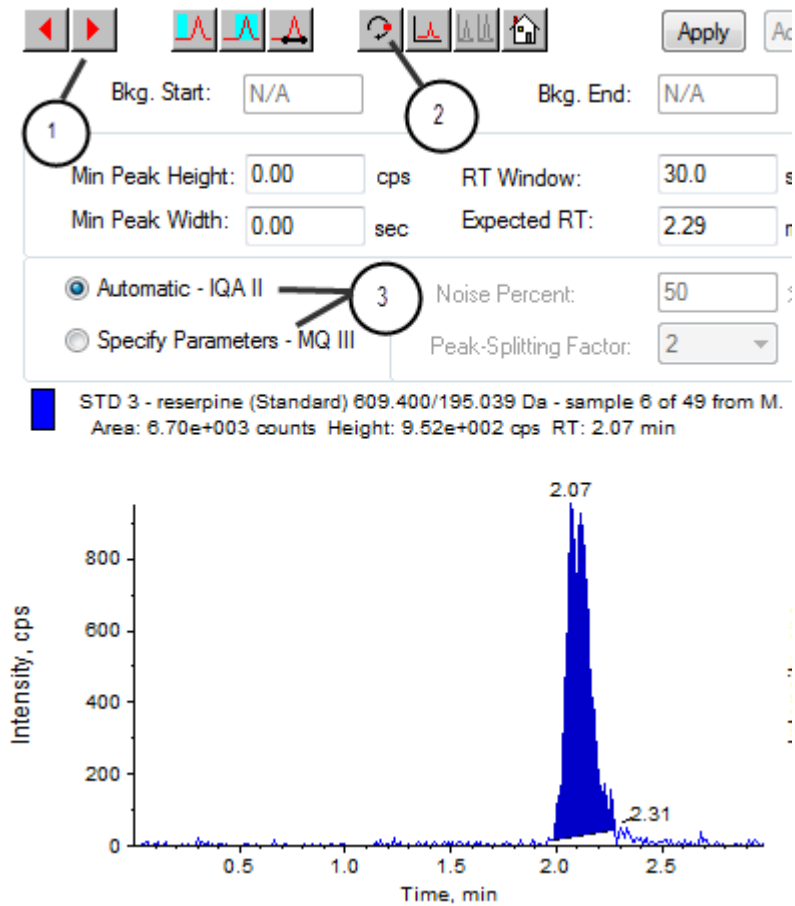 Apply Ac
Bkg. Start: N/A Bkg. End: N/A
1 2
Min Peak Height: 0.00 cps RT Window: 30.0 s
Min Peak Width: 0.00 sec Expected RT: 2.29
Automatic - IQA II 3 Noise Percent: 50
Specify Parameters - MQ III Peak-Splitting Factor: 2
STD 3 - reserpine (Standard) 609.400/195.039 Da - sample 6 of 49 from M.
Area: 6.70e+003 counts Height: 9.52e+002 cps RT: 2.07 min
2.07
800
600
400
200
0
2.31
Intensity, cps
0.5 1.0 1.5 2.0 2.5
Time, min